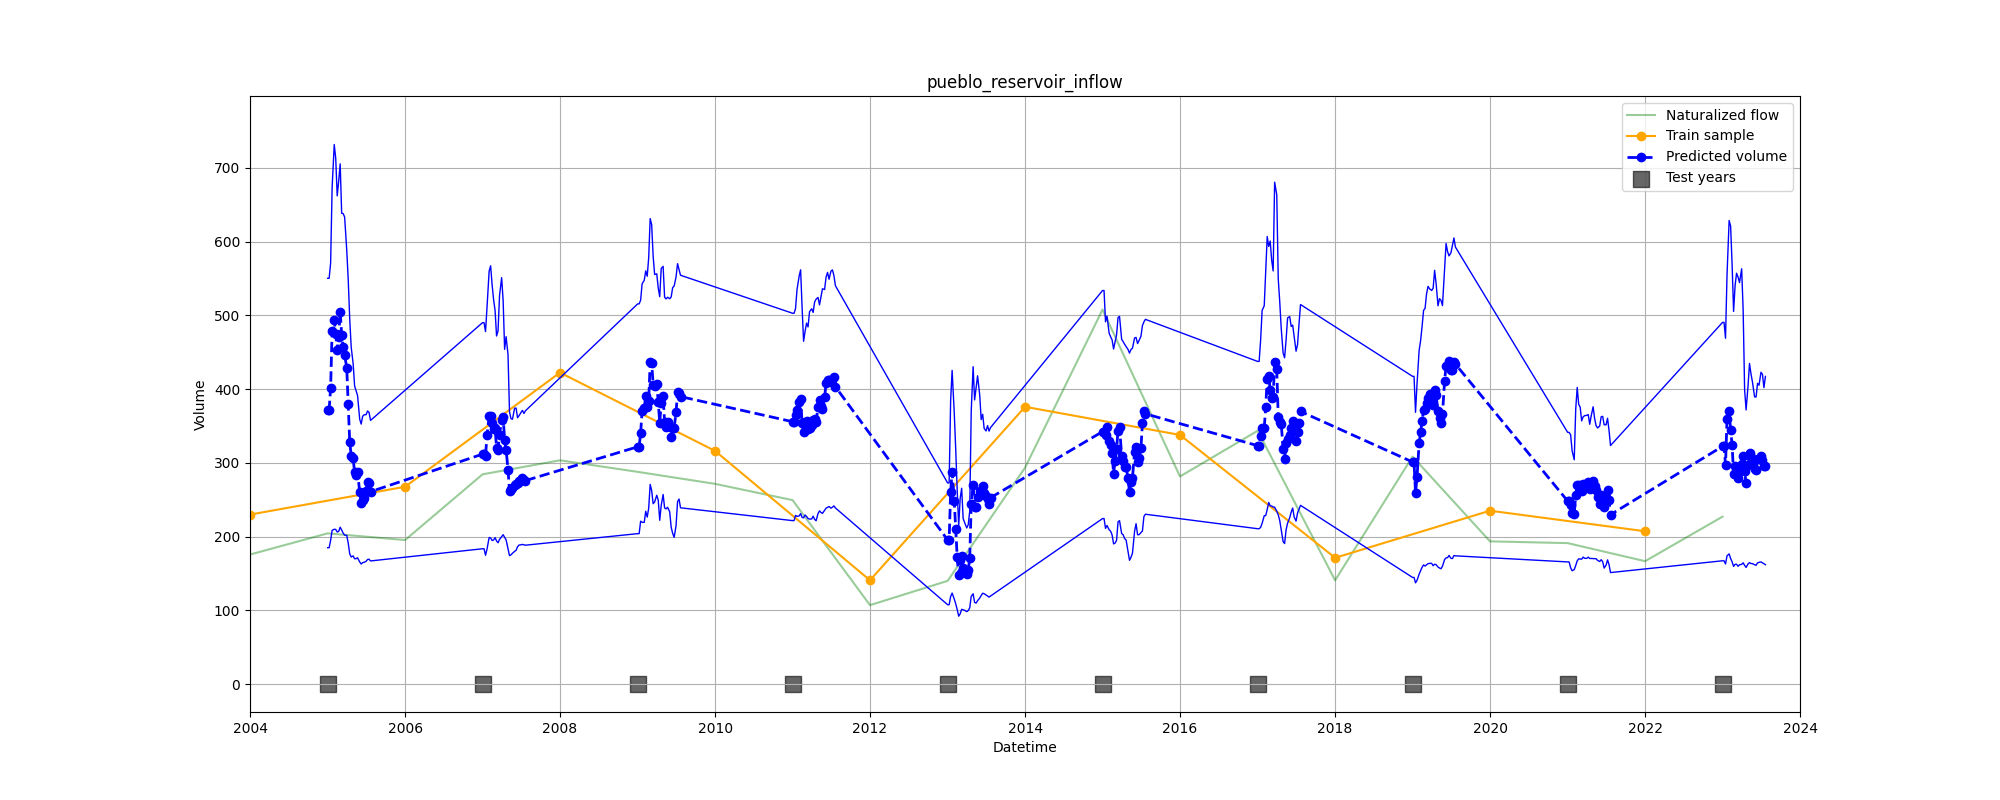 pueblo_reservoir_inflow
Naturalized flow
Train sample
Predicted volume
Test years
Volume
700
600
500
400
300
200
100
0
2004 2006 2008 2010 2012 2014 2016 2018 2020 2022 2024
Datetime